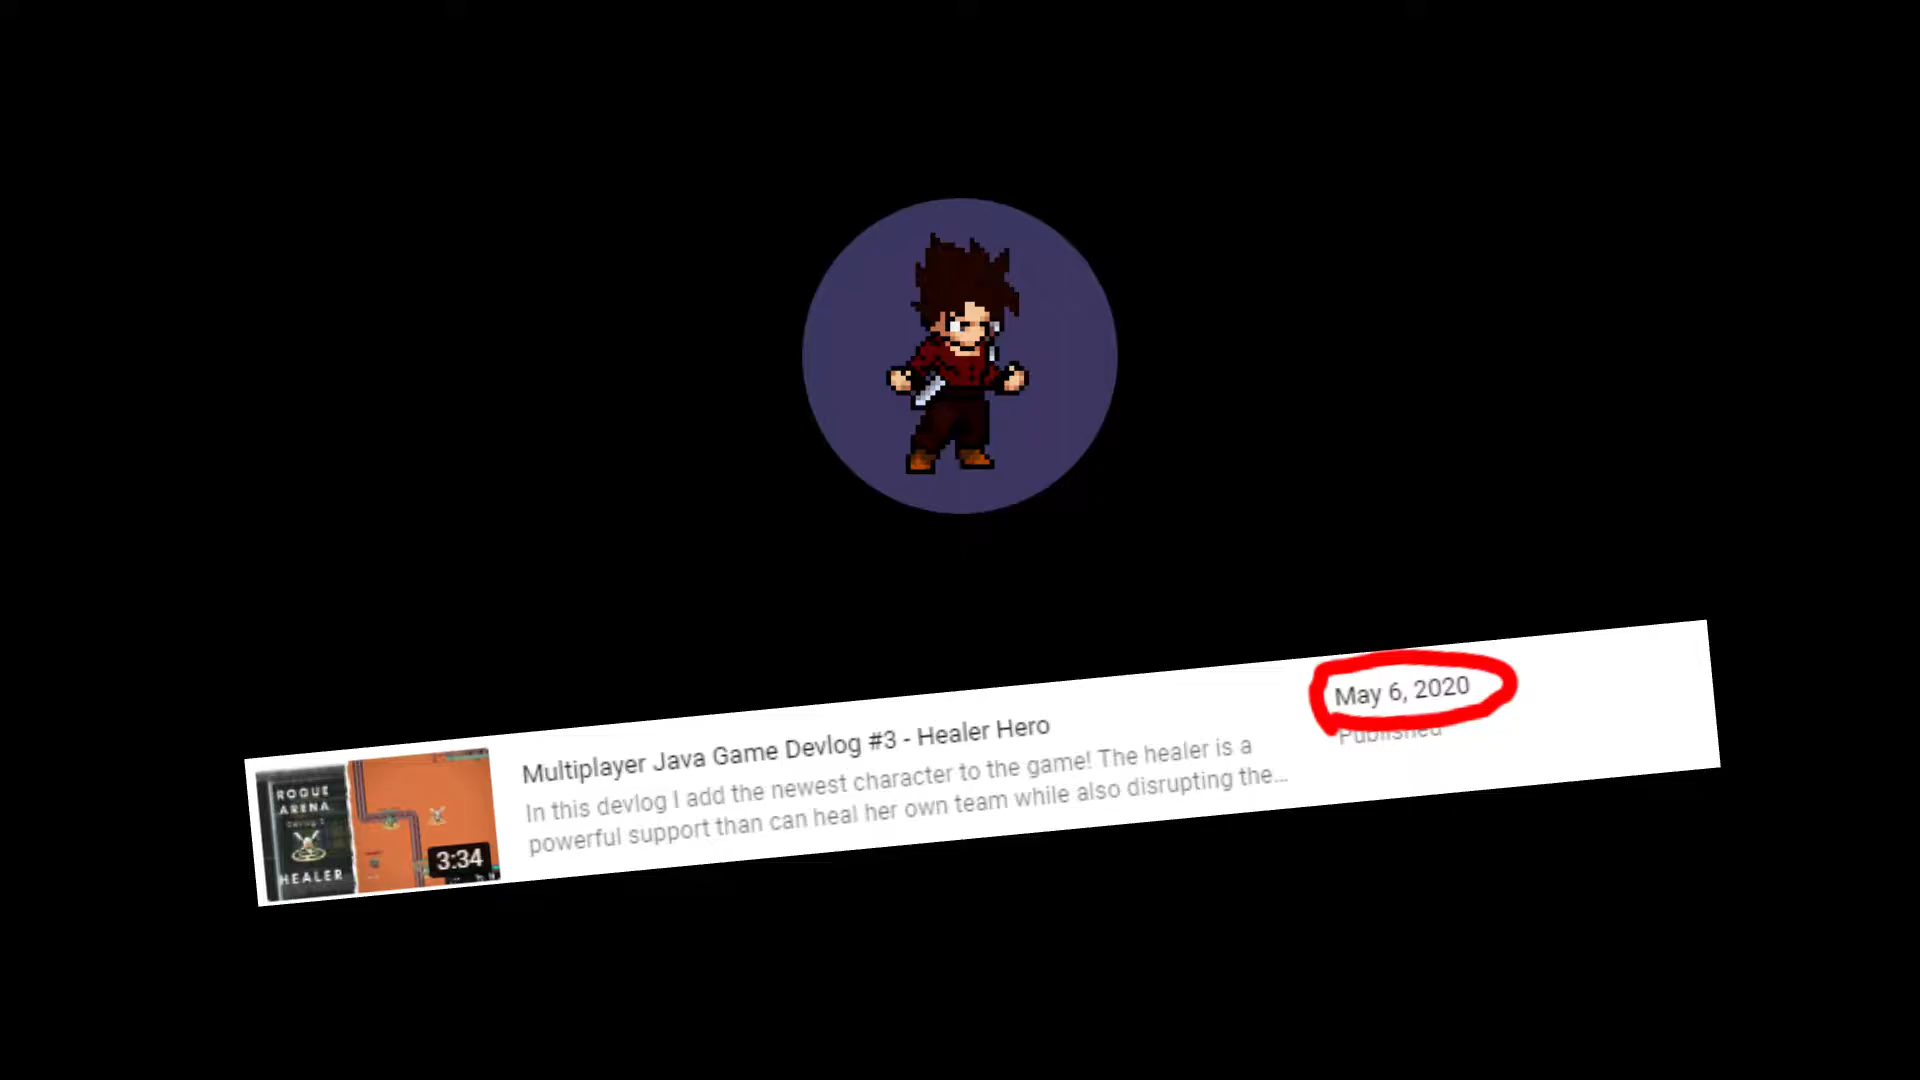 ROGUE
ARENA
HEALER
3:34
Multiplayer Java Game Devlog #3 - Healer Hero
In this devlog I add the newest character to the game! The healer is a
powerful support than can heal her own team while also disrupting the...
May 6, 2020
Published